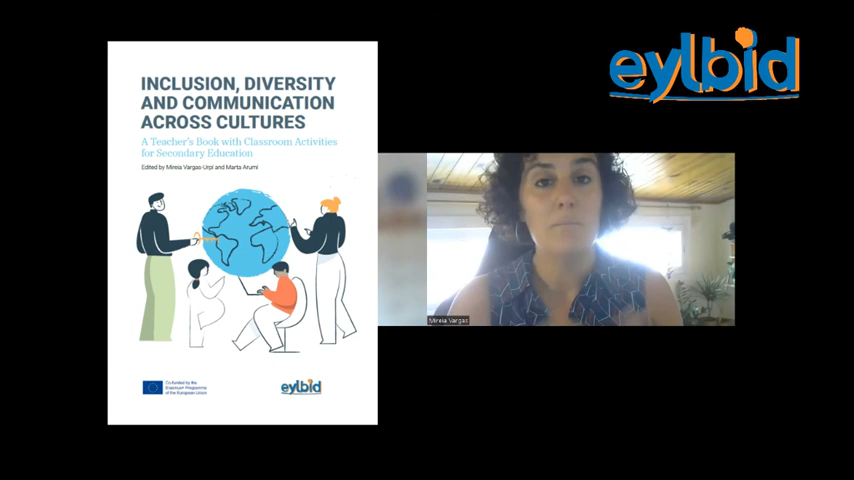 eylbid
INCLUSION, DIVERSITY
AND COMMUNICATION
ACROSS CULTURES
A Teacher's Book with Classroom Activities
for Secondary Education
Edited by Mireia Vargas-Urpí and Marta Arumí
Co-funded by the
Erasmus+ Programme
of the European Union
eylbid
Mireia Vargas